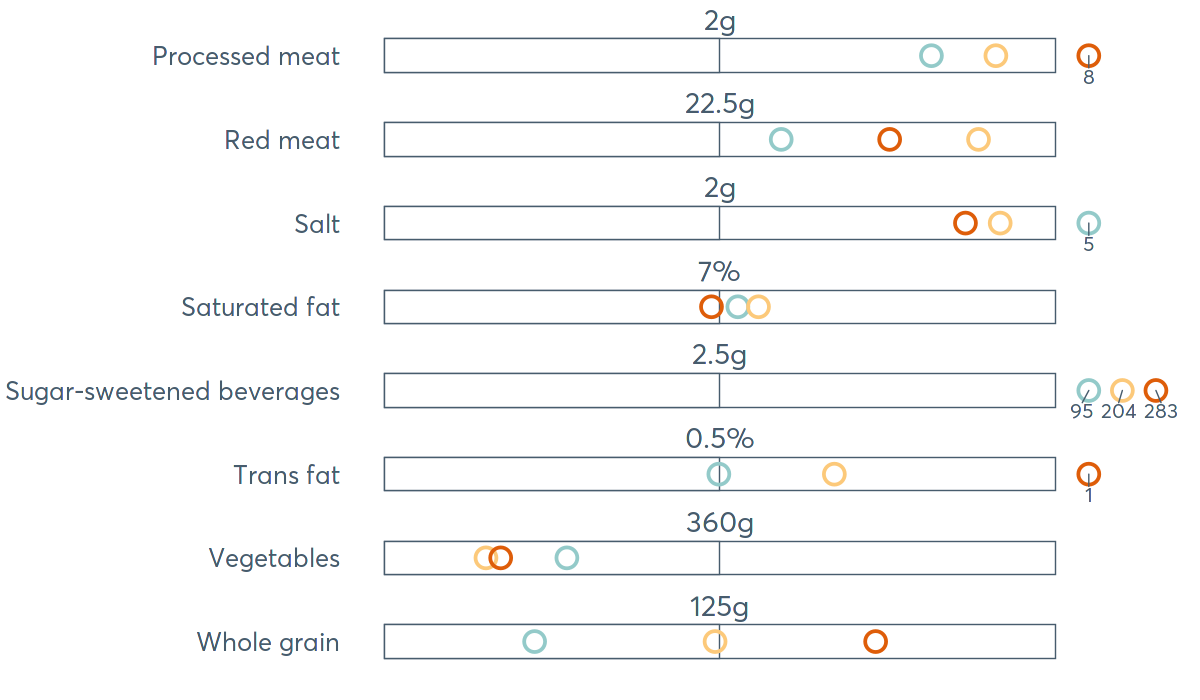 2g
Processed meat
8
22.5g
Red meat
2g
Salt
5
7%
Saturated fat
2.5g
Sugar-sweetened beverages
95 204 283
0.5%
Trans fat
1
360g
Vegetables
125g
Whole grain